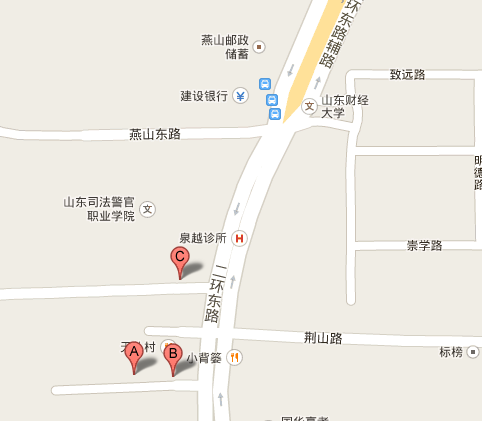 二环东路辅路
燕山邮政
储蓄
致远路
建设银行
¥
文
山东财经
大学
燕山东路
明德路
山东司法警官
职业学院
文
泉越诊所
H
崇学路
C
二环东路
荆山路
村
A
B
小背篓
标榜